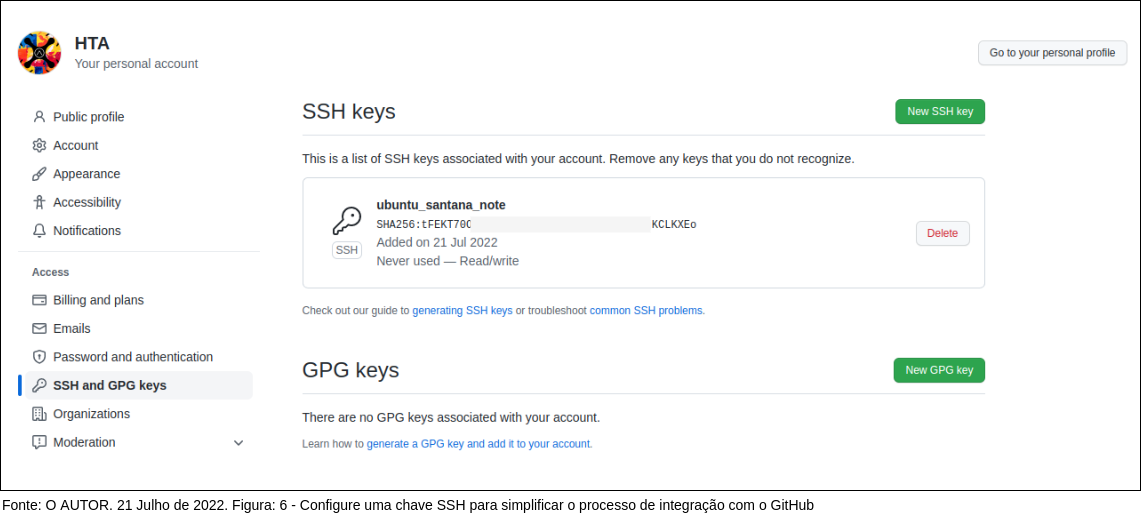 HTA
Your personal account
Go to your personal profile
Public profile
Account
Appearance
Accessibility
Notifications
Access
Billing and plans
Emails
Password and authentication
SSH and GPG keys
Organizations
Moderation
SSH keys
New SSH key
This is a list of SSH keys associated with your account. Remove any keys that you do not recognize.
ubuntu_santana_note
SHA256:tFEKT70 KCLKXEo
SSH
Added on 21 Jul 2022
Never used — Read/write
Delete
Check out our guide to generating SSH keys or troubleshoot common SSH problems.
GPG keys
New GPG key
There are no GPG keys associated with your account.
Learn how to generate a GPG key and add it to your account.
Fonte: O AUTOR. 21 Julho de 2022. Figura: 6 - Configure uma chave SSH para simplificar o processo de integração com o GitHub